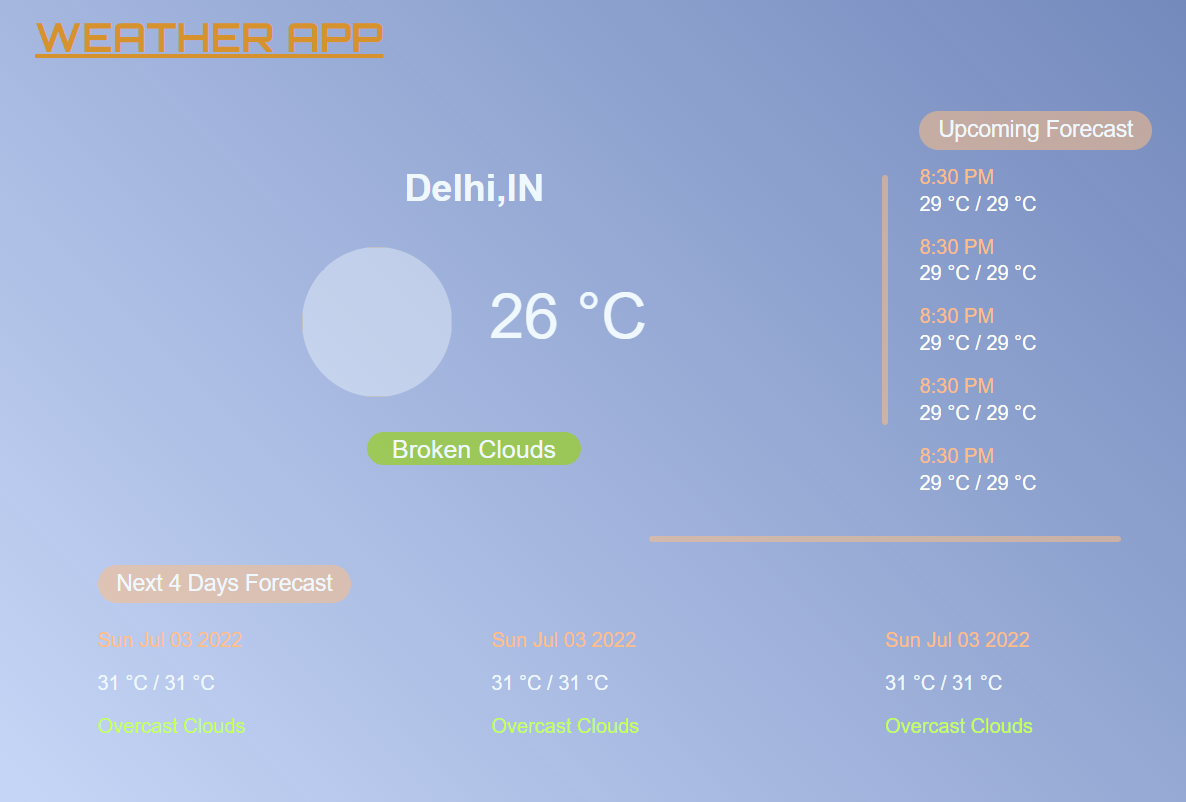 WEATHER APP
Delhi,IN
26 °C
Broken Clouds
Upcoming Forecast
8:30 PM
29 °C / 29 °C
8:30 PM
29 °C / 29 °C
8:30 PM
29 °C / 29 °C
8:30 PM
29 °C / 29 °C
8:30 PM
29 °C / 29 °C
Next 4 Days Forecast
Sun Jul 03 2022
31 °C / 31 °C
Overcast Clouds
Sun Jul 03 2022
31 °C / 31 °C
Overcast Clouds
Sun Jul 03 2022
31 °C / 31 °C
Overcast Clouds